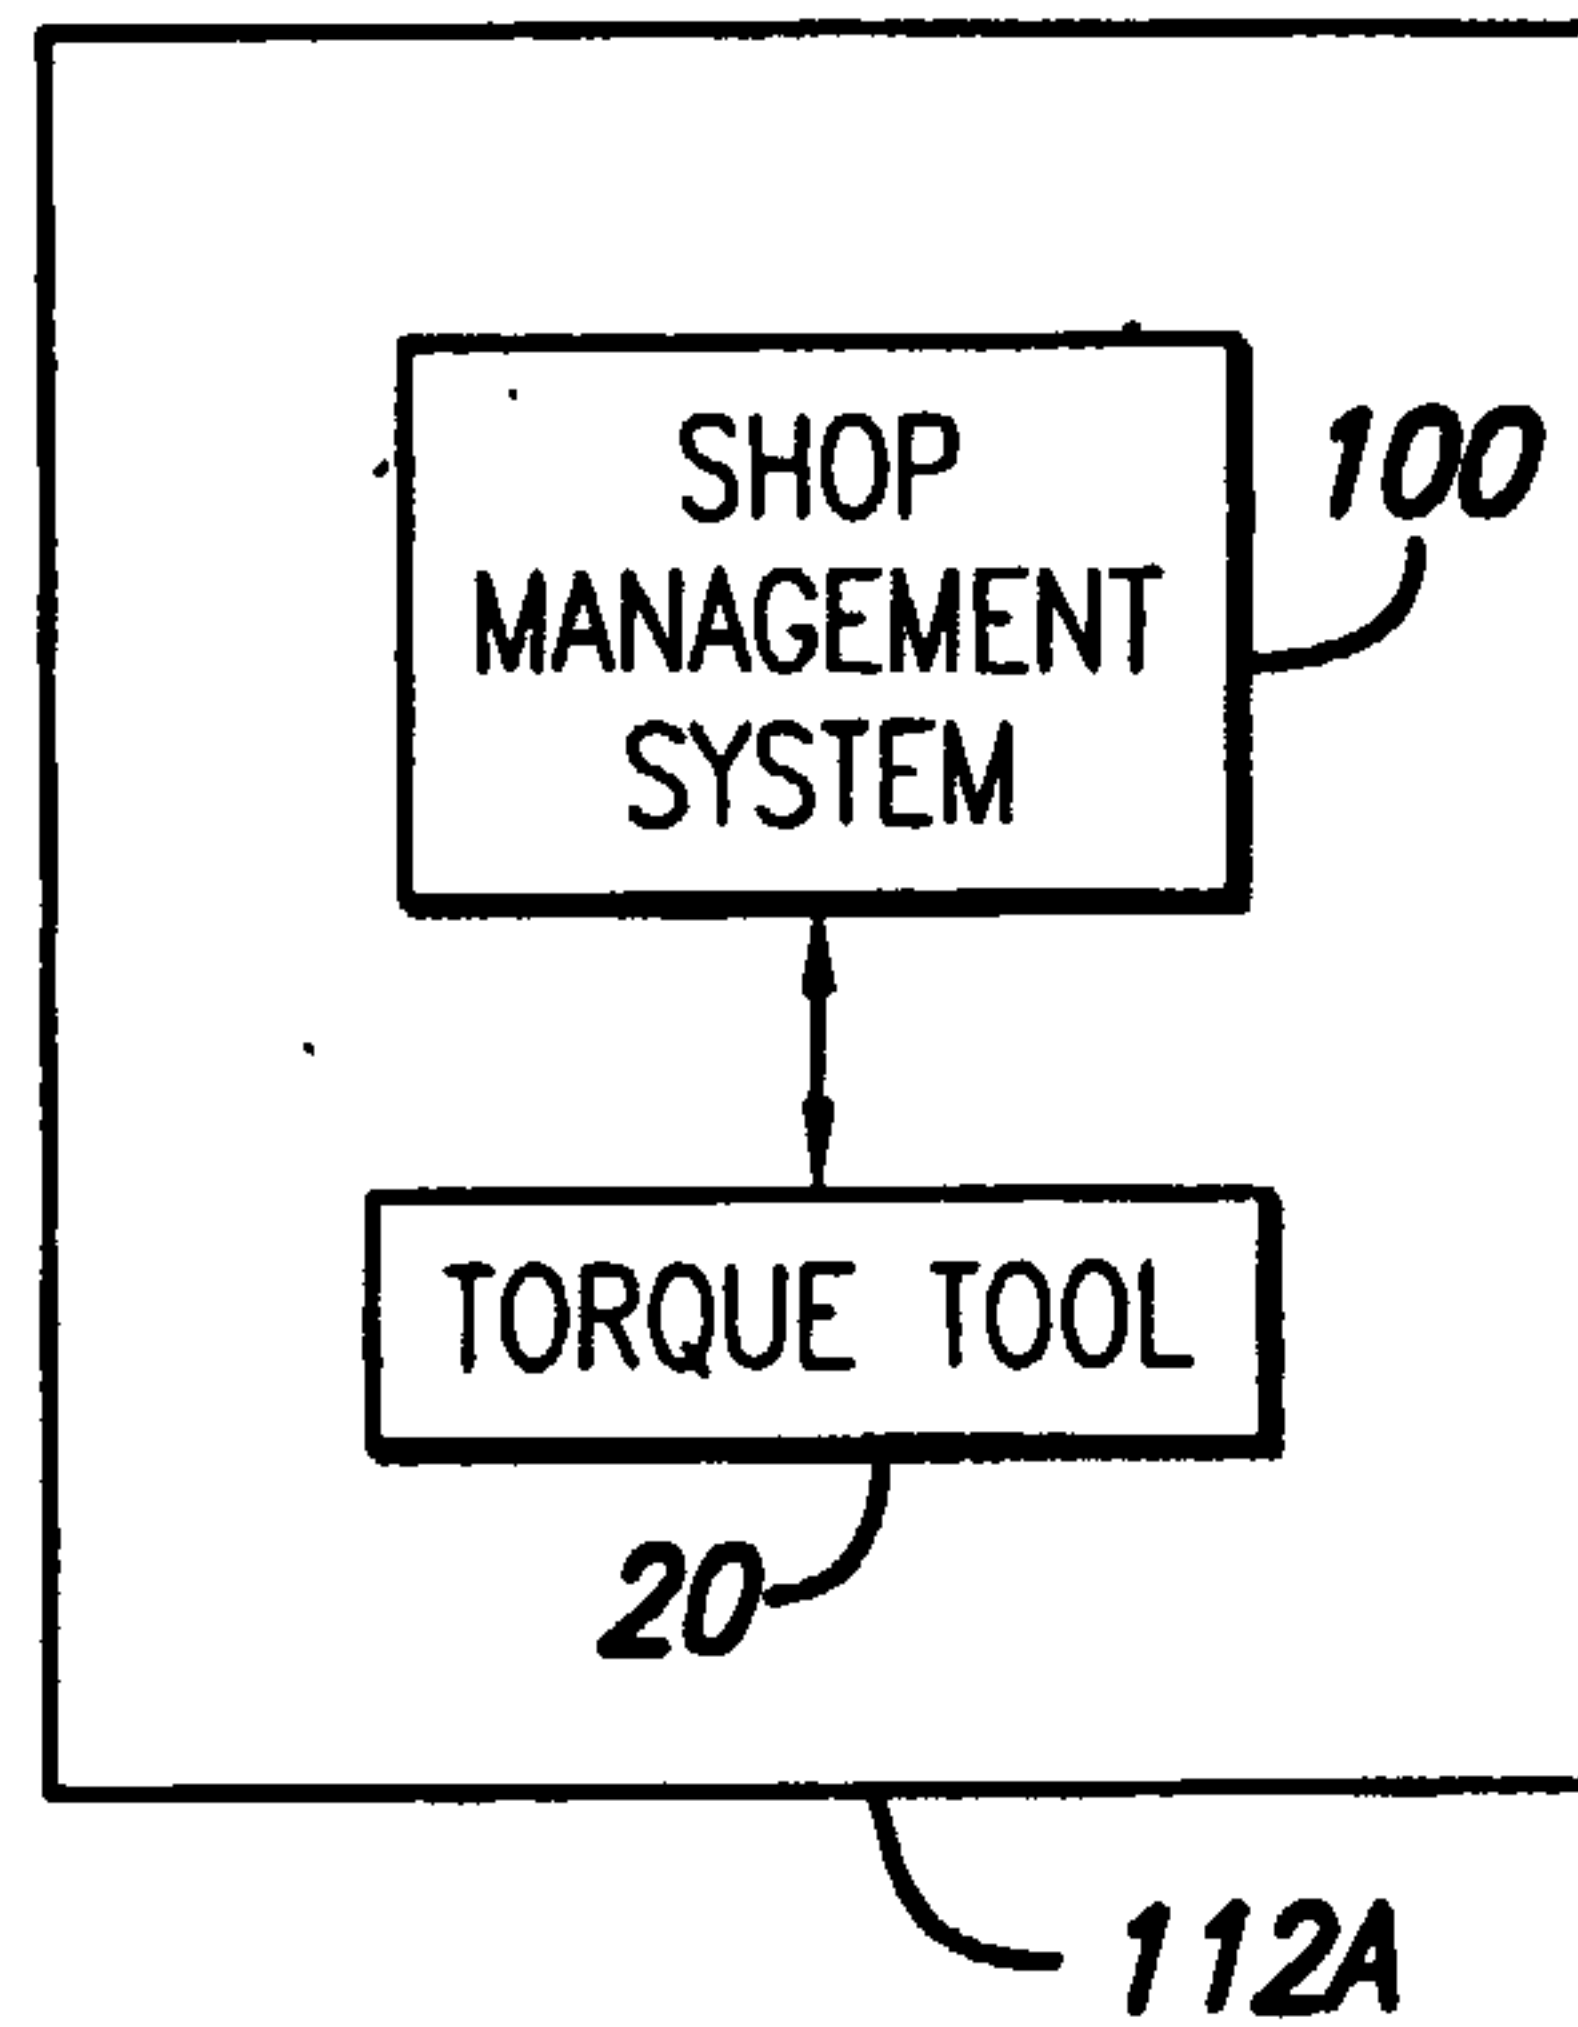 SHOP
MANAGEMENT
SYSTEM
100
TORQUE TOOL
20
112A